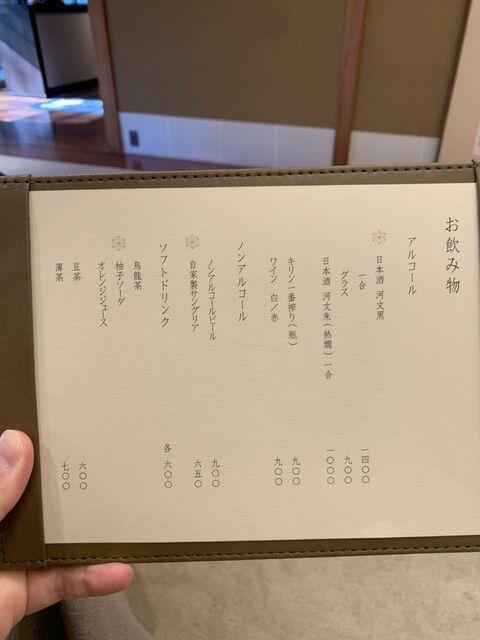 お飲み物
アルコール
日本酒 河文黒
一合 一四〇〇
グラス 九〇〇
日本酒 河文朱(熱燗)一合 一〇〇〇
キリン一番搾り(瓶) 九〇〇
ワイン 白/赤 九〇〇
ノンアルコール
ノンアルコールビール 九〇〇
自家製サングリア 六五〇
ソフトドリンク 各 六〇〇
烏龍茶
柚子ソーダ
オレンジジュース
豆茶 六〇〇
薄茶 七〇〇